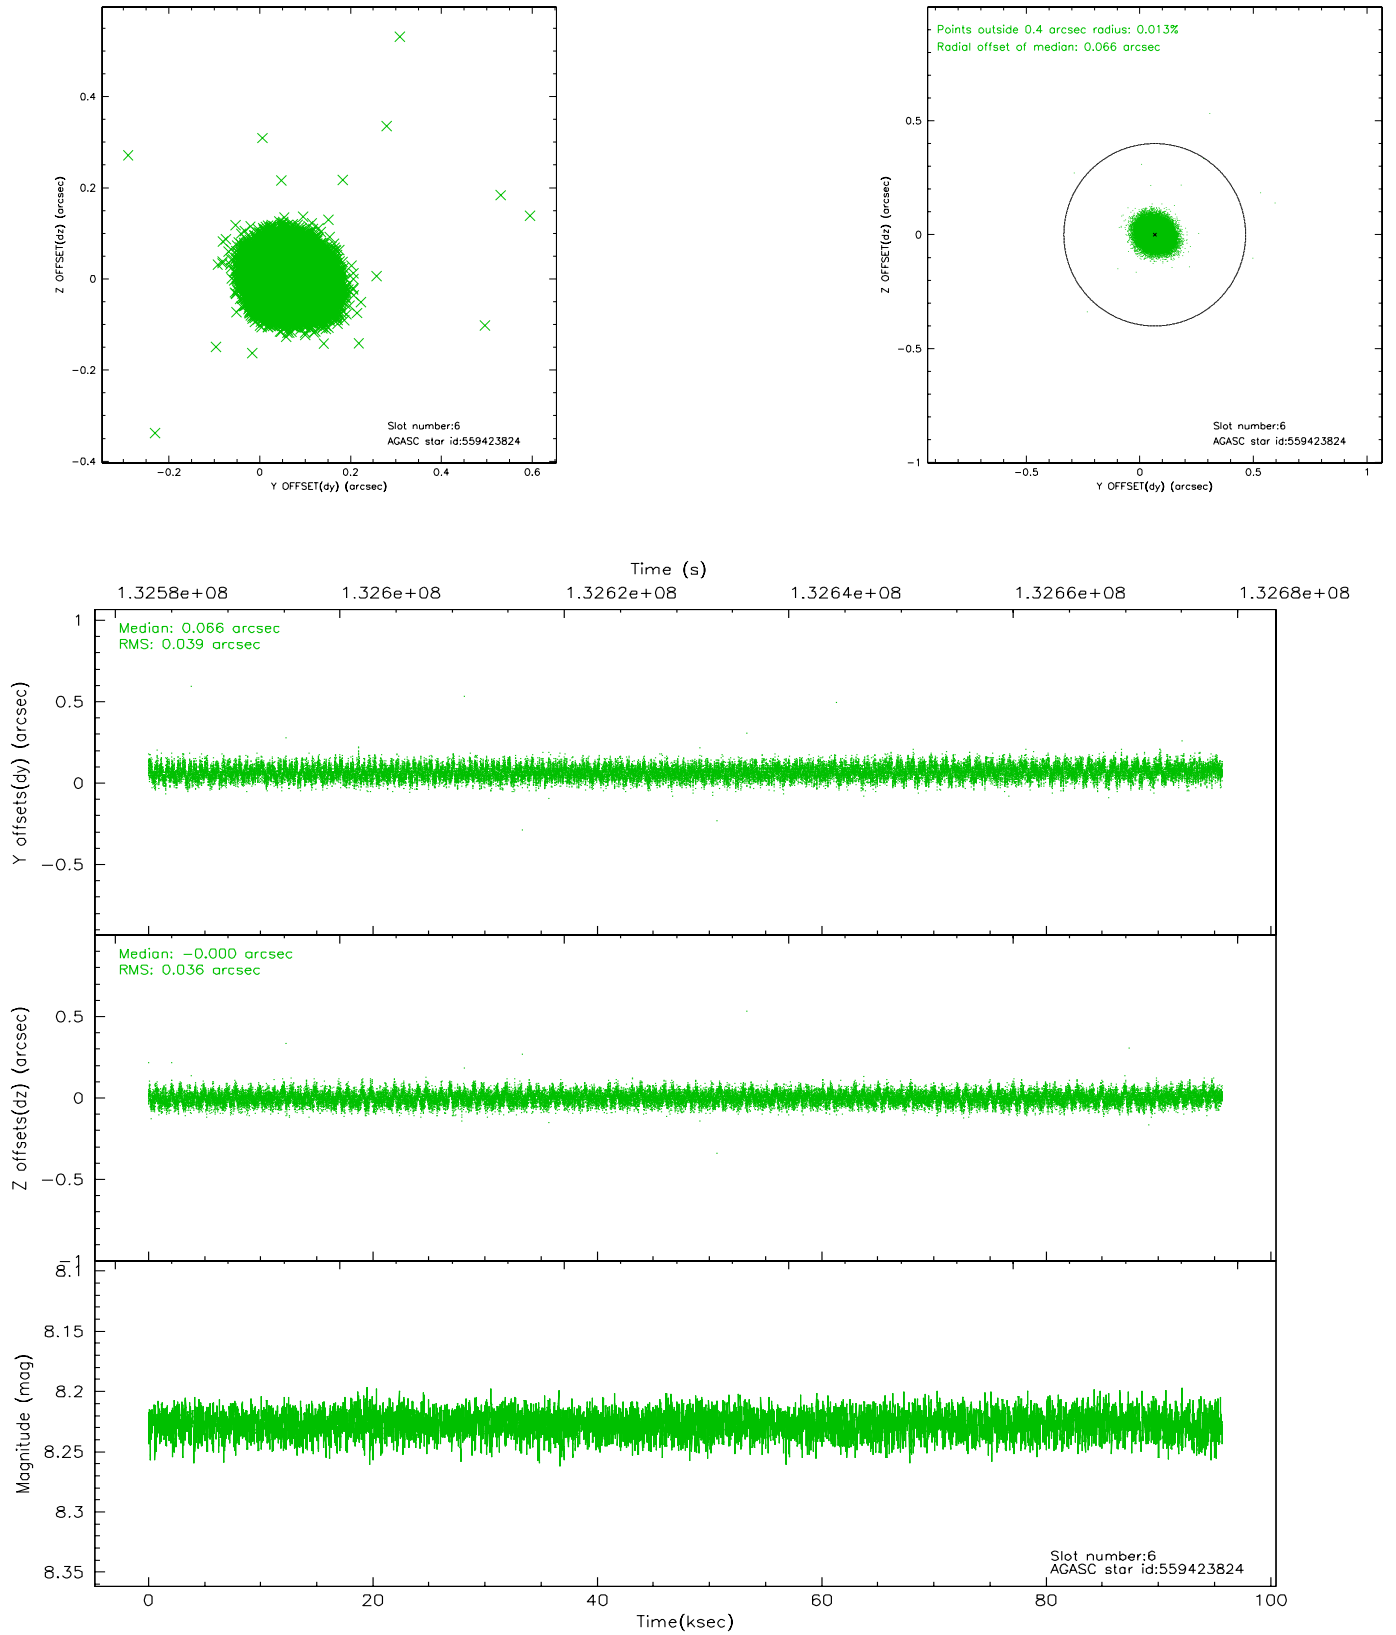 0.4
0.2
0
−0.2
−0.4
Z OFFSET(dz) (arcsec)
Slot number:6
AGASC star id:559423824
−0.2 0 0.2 0.4 0.6
Y OFFSET(dy) (arcsec)
Points outside 0.4 arcsec radius: 0.013%
Radial offset of median: 0.066 arcsec
0.5
0
−0.5
−1
Z OFFSET(dz) (arcsec)
Slot number:6
AGASC star id:559423824
−0.5 0 0.5 1
Y OFFSET(dy) (arcsec)
Time (s)
1.3258e+08 1.326e+08 1.3262e+08 1.3264e+08 1.3266e+08 1.3268e+08
Median: 0.066 arcsec
RMS: 0.039 arcsec
1
0.5
0
−0.5
Y offsets(dy) (arcsec)
Median: −0.000 arcsec
RMS: 0.036 arcsec
0.5
0
−0.5
−1
Z offsets(dz) (arcsec)
8.1
8.15
8.2
8.25
8.3
8.35
Magnitude (mag)
Slot number:6
AGASC star id:559423824
0 20 40 60 80 100
Time(ksec)